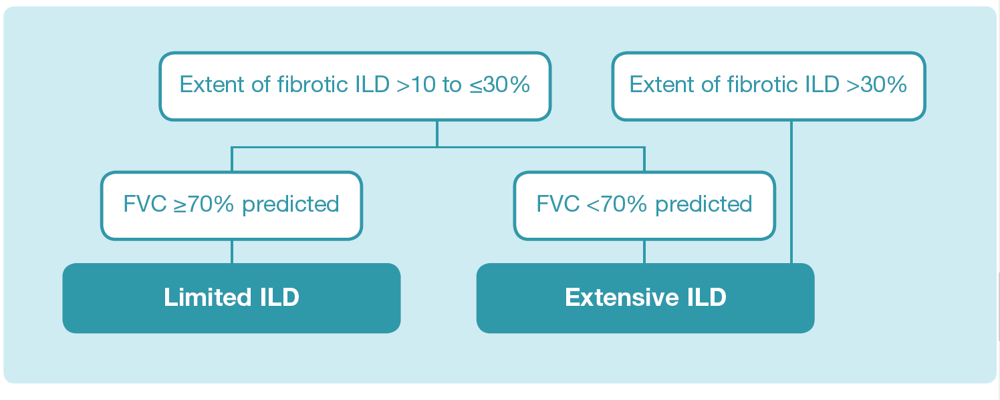 Extent of fibrotic ILD >10 to ≤30%
Extent of fibrotic ILD >30%
FVC ≥70% predicted
FVC <70% predicted
Limited ILD
Extensive ILD